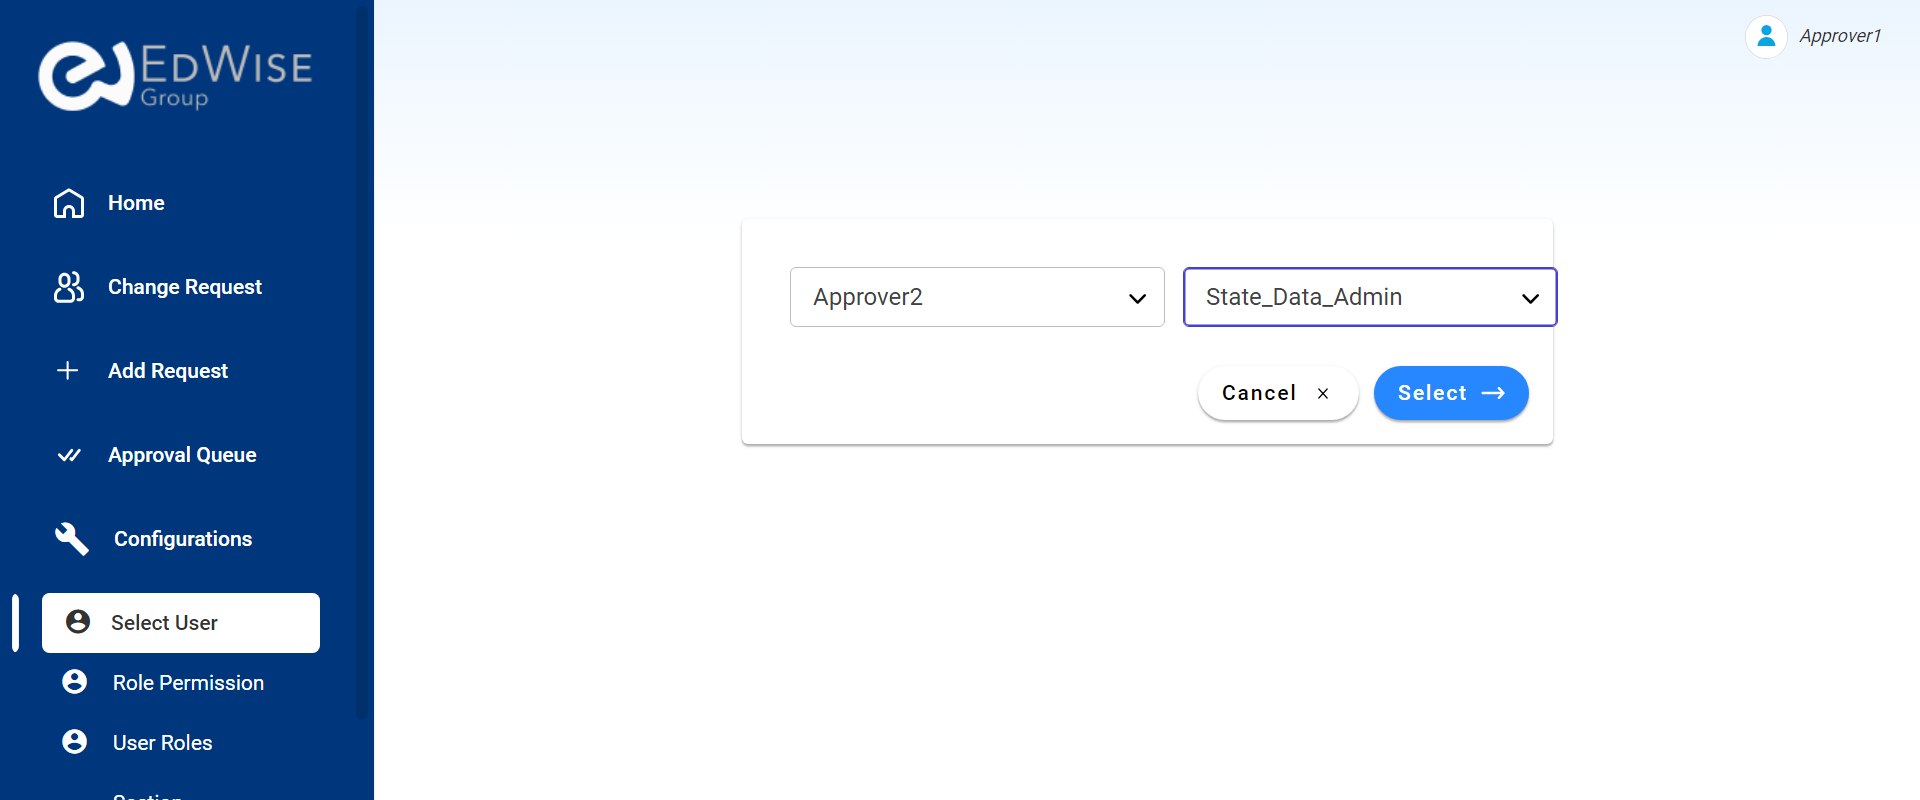 EDWISE
Group
Approver1
Home
Change Request
Add Request
Approval Queue
Configurations
Select User
Role Permission
User Roles
Section
Approver2
State_Data_Admin
Cancel ×
Select →